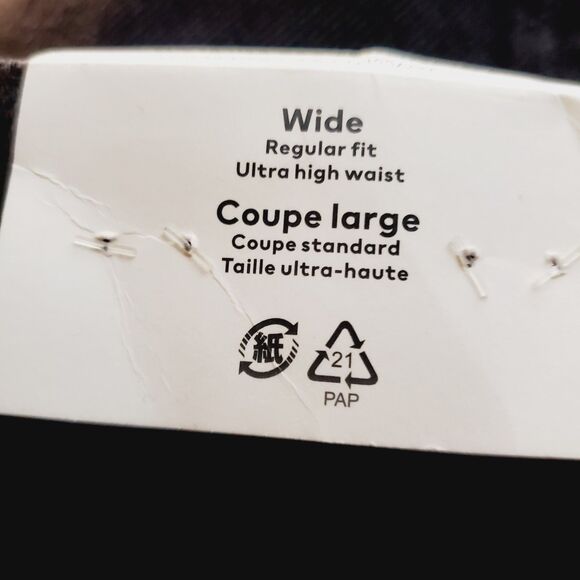 Wide
Regular fit
Ultra high waist
Coupe large
Coupe standard
Taille ultra-haute
紙 21
PAP